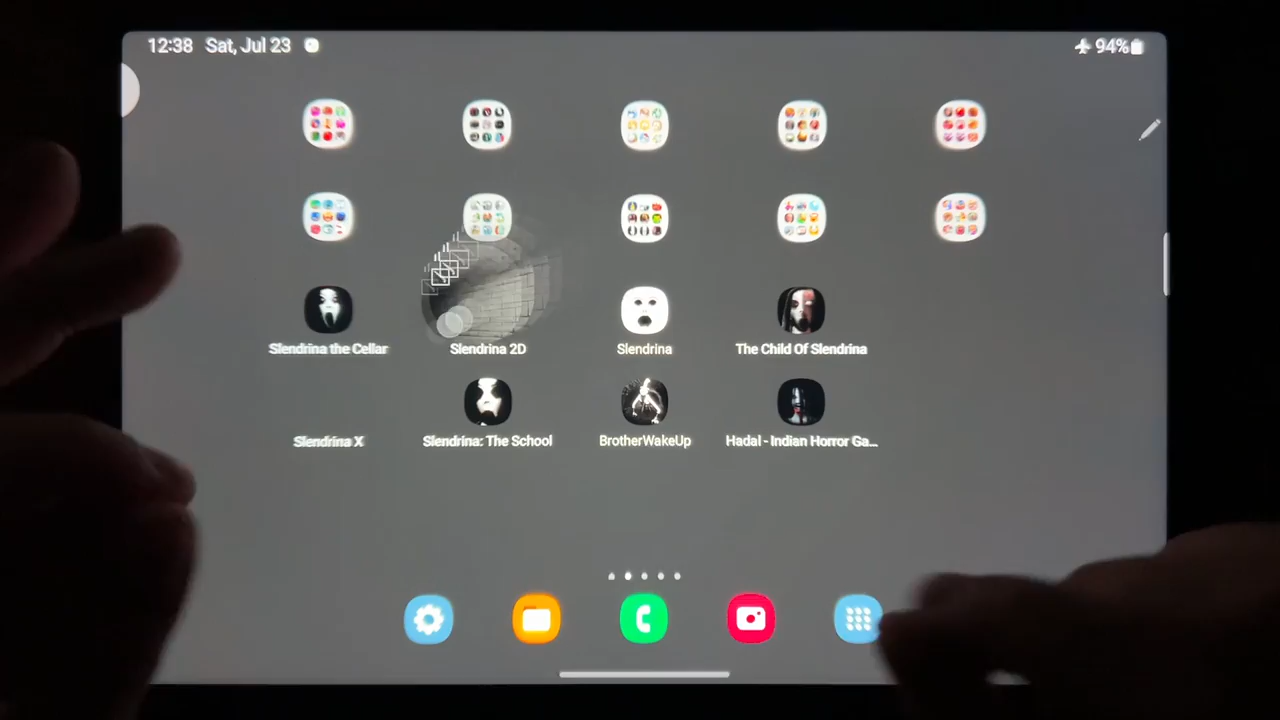 12:38 Sat, Jul 23
94%
Slendrina the Cellar
Slendrina 2D
Slendrina
The Child Of Slendrina
Slendrina X
Slendrina: The School
BrotherWakeUp
Hadal - Indian Horror Ga...